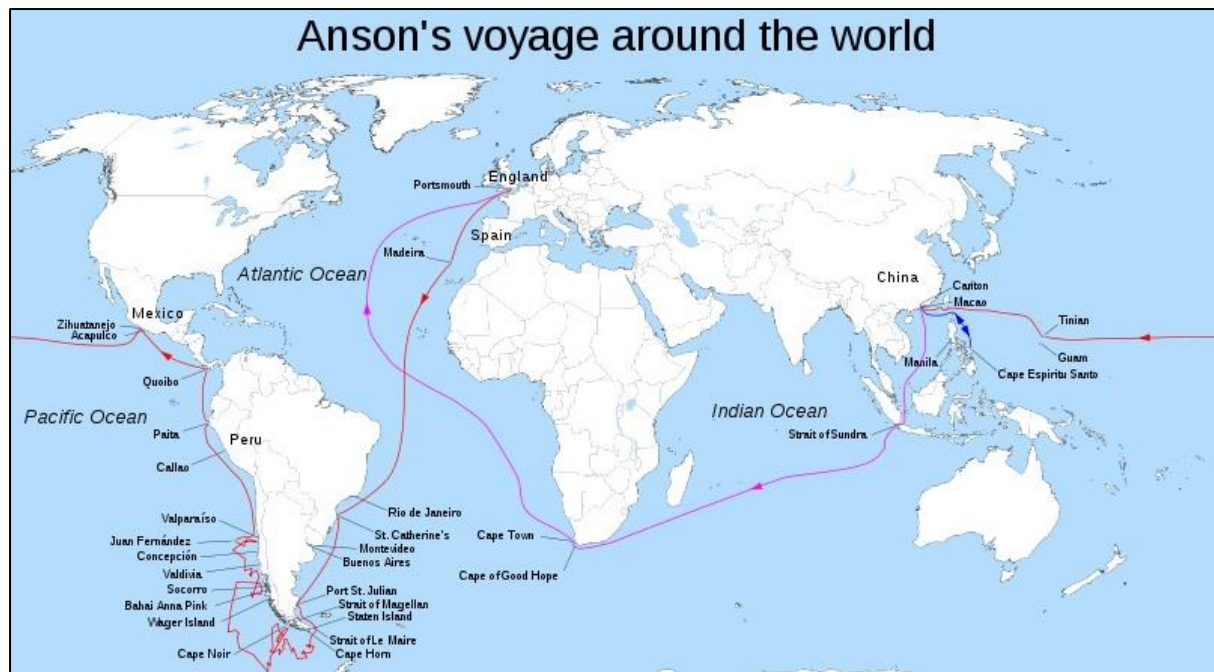 Anson's voyage around the world
England
Portsmouth
Spain
Madeira
Atlantic Ocean
China
Cariton
Macao
Mexico
Zihuatanejo
Acapulco
Tinian
Guam
Manila
Cape Espiritu Santo
Quoibo
Pacific Ocean
Indian Ocean
Paita
Peru
Strait of Sundra
Callao
Rio de Janeiro
Valparaíso
St. Catherine's
Juan Fernández
Montevideo
Cape Town
Concepción
Buenos Aires
Cape of Good Hope
Valdivia
Socorro
Port St. Julian
Bahai Anna Pink
Strait of Magellan
Wager Island
Staten Island
Strait of Le Maire
Cape Noir
Cape Horn